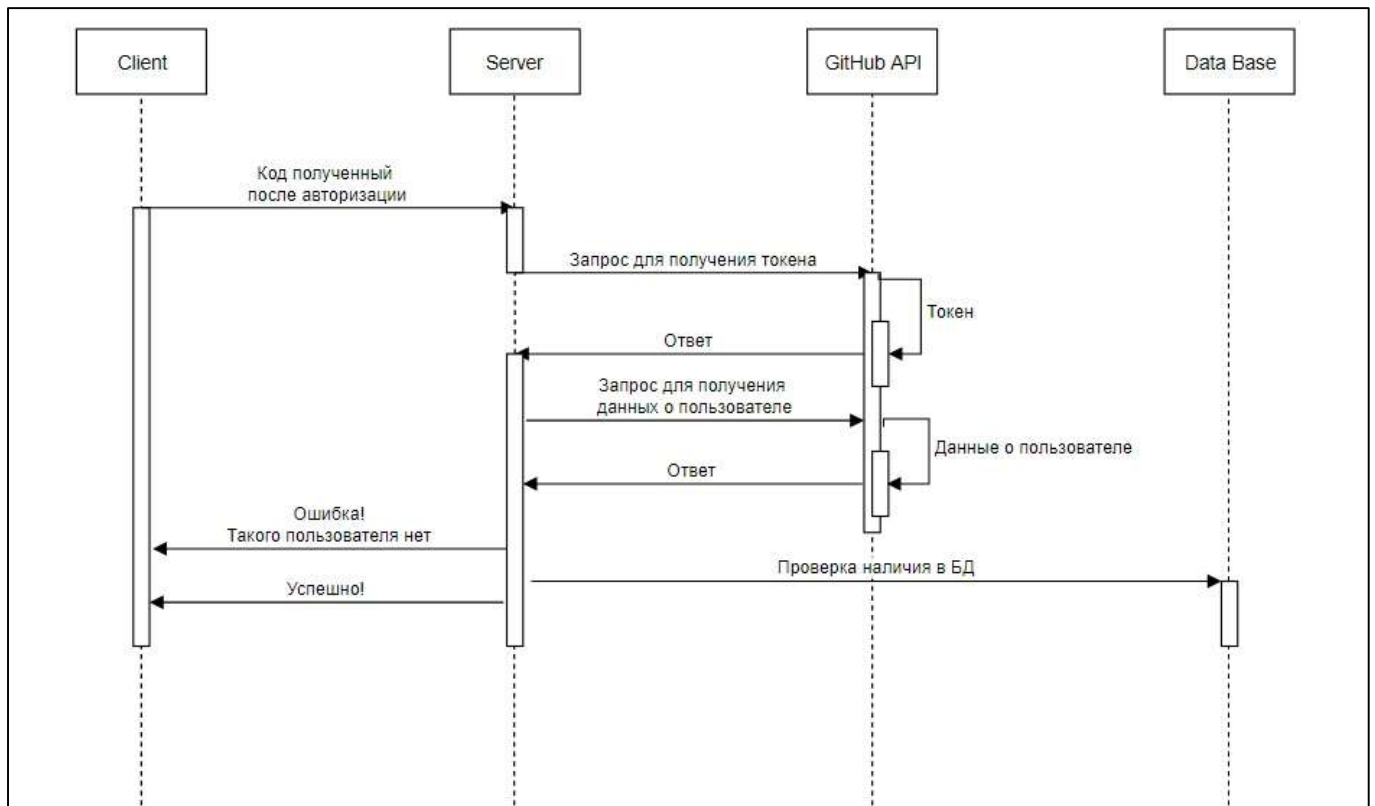 Client
Server
GitHub API
Data Base
Код полученный
после авторизации
Запрос для получения токена
Токен
Ответ
Запрос для получения
данных о пользователе
Данные о пользователе
Ответ
Ошибка!
Такого пользователя нет
Проверка наличия в БД
Успешно!